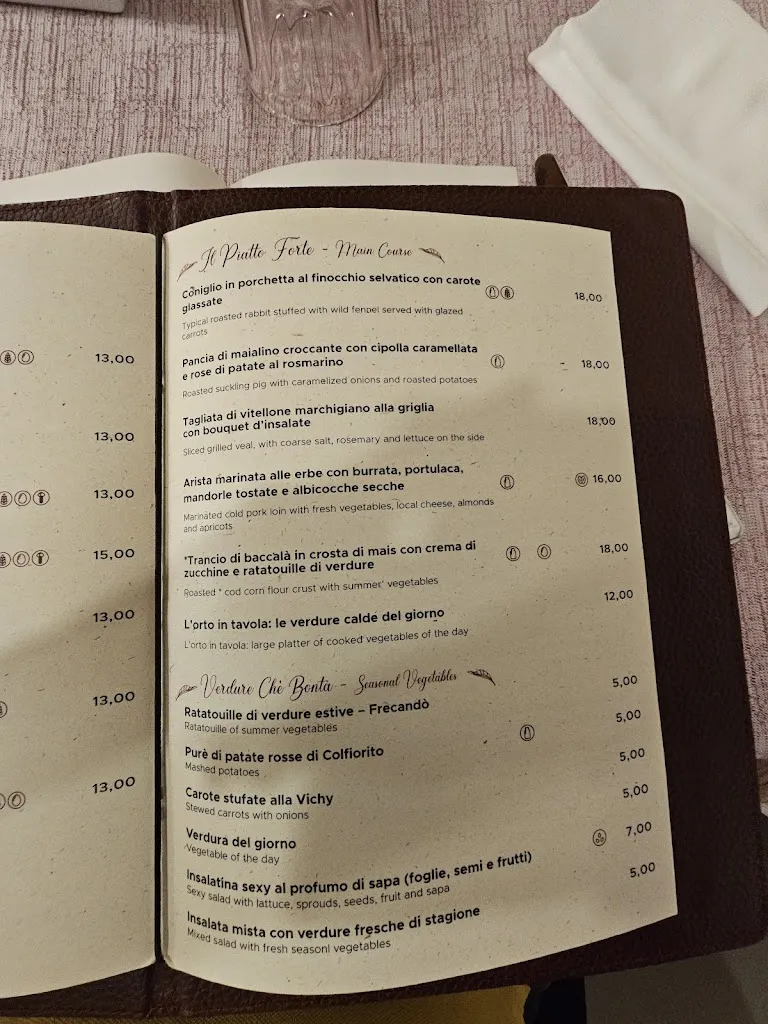 13,00
13,00
13,00
15,00
13,00
13,00
13,00
Il Piatto Forte - Main Course
Coniglio in porchetta al finocchio selvatico con carote
glassate
18,00
Typical roasted rabbit stuffed with wild fennel served with glazed
carrots
Pancia di maialino croccante con cipolla caramellata
e rose di patate al rosmarino
- 18,00
Roasted suckling pig with caramelized onions and roasted potatoes
Tagliata di vitellone marchigiano alla griglia
con bouquet d'insalate
18,00
Sliced grilled veal, with coarse salt, rosemary and lettuce on the side
Arista marinata alle erbe con burrata, portulaca,
mandorle tostate e albicocche secche
16,00
Marinated cold pork loin with fresh vegetables, local cheese, almonds
and apricots
*Trancio di baccalà in crosta di mais con crema di
zucchine e ratatouille di verdure
18,00
Roasted * cod corn flour crust with summer' vegetables
12,00
L'orto in tavola: le verdure calde del giorno
L'orto in tavola: large platter of cooked vegetables of the day
Verdure Chè Bontà - Seasonal Vegetables
5,00
Ratatouille di verdure estive – Frecandò
Ratatouille of summer vegetables
5,00
Purè di patate rosse di Colfiorito
Mashed potatoes
5,00
Carote stufate alla Vichy
Stewed carrots with onions
5,00
Verdura del giorno
Vegetable of the day
7,00
Insalatina sexy al profumo di sapa (foglie, semi e frutti)
Sexy salad with lattuce, sprouds, seeds, fruit and sapa
5,00
Insalata mista con verdure fresche di stagione
Mixed salad with fresh seasonl vegetables